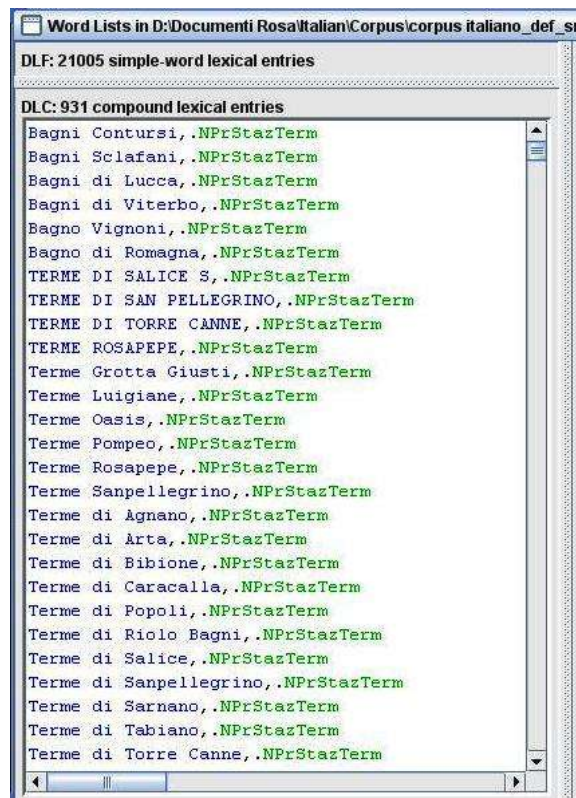 Word Lists in D:\Documenti Rosa\Italian\Corpus\corpus italiano_def_s
DLF: 21005 simple-word lexical entries
DLC: 931 compound lexical entries
Bagni Contursi,.NPrStazTerm
Bagni Sclafani,.NPrStazTerm
Bagni di Lucca,.NPrStazTerm
Bagni di Viterbo,.NPrStazTerm
Bagno Vignoni,.NPrStazTerm
Bagno di Romagna,.NPrStazTerm
TERME DI SALICE S,.NPrStazTerm
TERME DI SAN PELLEGRINO,.NPrStazTerm
TERME DI TORRE CANNE,.NPrStazTerm
TERME ROSAPEPE,.NPrStazTerm
Terme Grotta Giusti,.NPrStazTerm
Terme Luigiane,.NPrStazTerm
Terme Oasis,.NPrStazTerm
Terme Pompeo,.NPrStazTerm
Terme Rosapepe,.NPrStazTerm
Terme Sanpellegrino,.NPrStazTerm
Terme di Agnano,.NPrStazTerm
Terme di Arta,.NPrStazTerm
Terme di Bibione,.NPrStazTerm
Terme di Caracalla,.NPrStazTerm
Terme di Popoli,.NPrStazTerm
Terme di Riolo Bagni,.NPrStazTerm
Terme di Salice,.NPrStazTerm
Terme di Sanpellegrino,.NPrStazTerm
Terme di Sarnano,.NPrStazTerm
Terme di Tabiano,.NPrStazTerm
Terme di Torre Canne,.NPrStazTerm